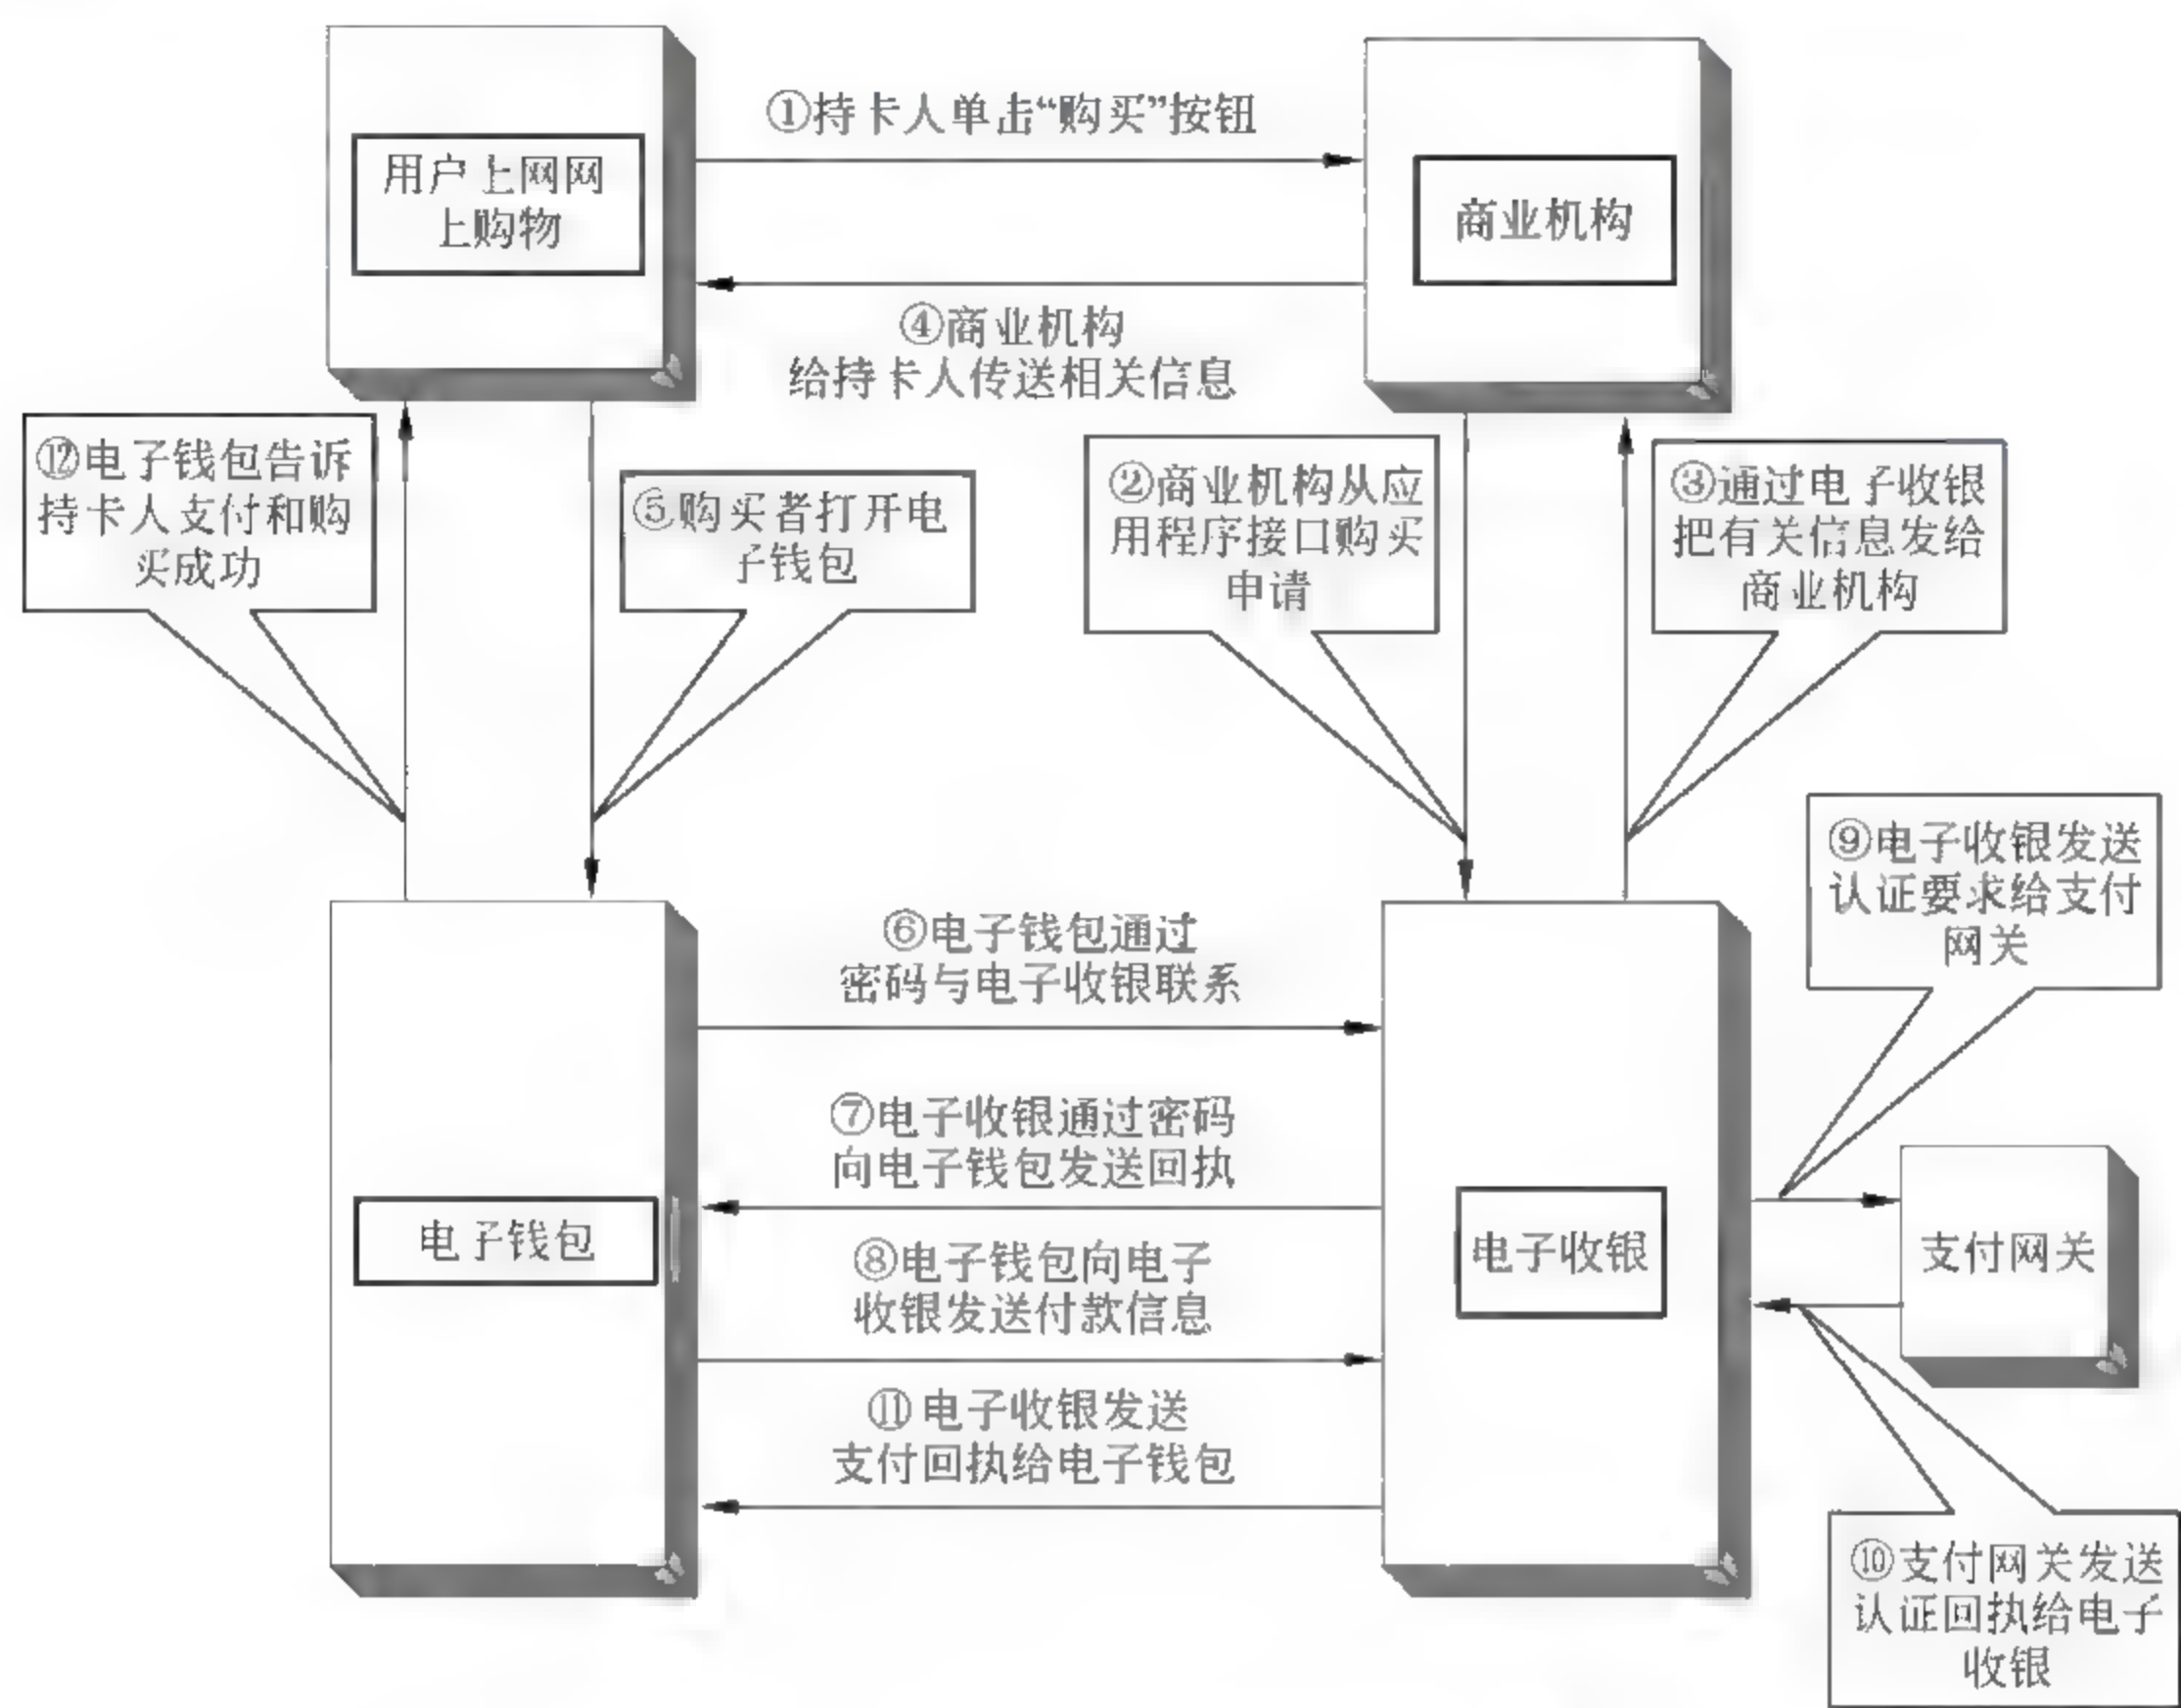 ①持卡人单击“购买”按钮
用户上网网
上购物
商业机构
④商业机构
给持卡人传送相关信息
⑫电子钱包告诉
持卡人支付和购
买成功
⑤购买者打开电
子钱包
②商业机构从应
用程序接口购买
申请
③通过电子收银
把有关信息发给
商业机构
⑨电子收银发送
认证要求给支付
网关
⑥电子钱包通过
密码与电子收银联系
⑦电子收银通过密码
向电子钱包发送回执
电子钱包
⑧电子钱包向电子
收银发送付款信息
电子收银
支付网关
⑪电子收银发送
支付回执给电子钱包
⑩支付网关发送
认证回执给电子
收银